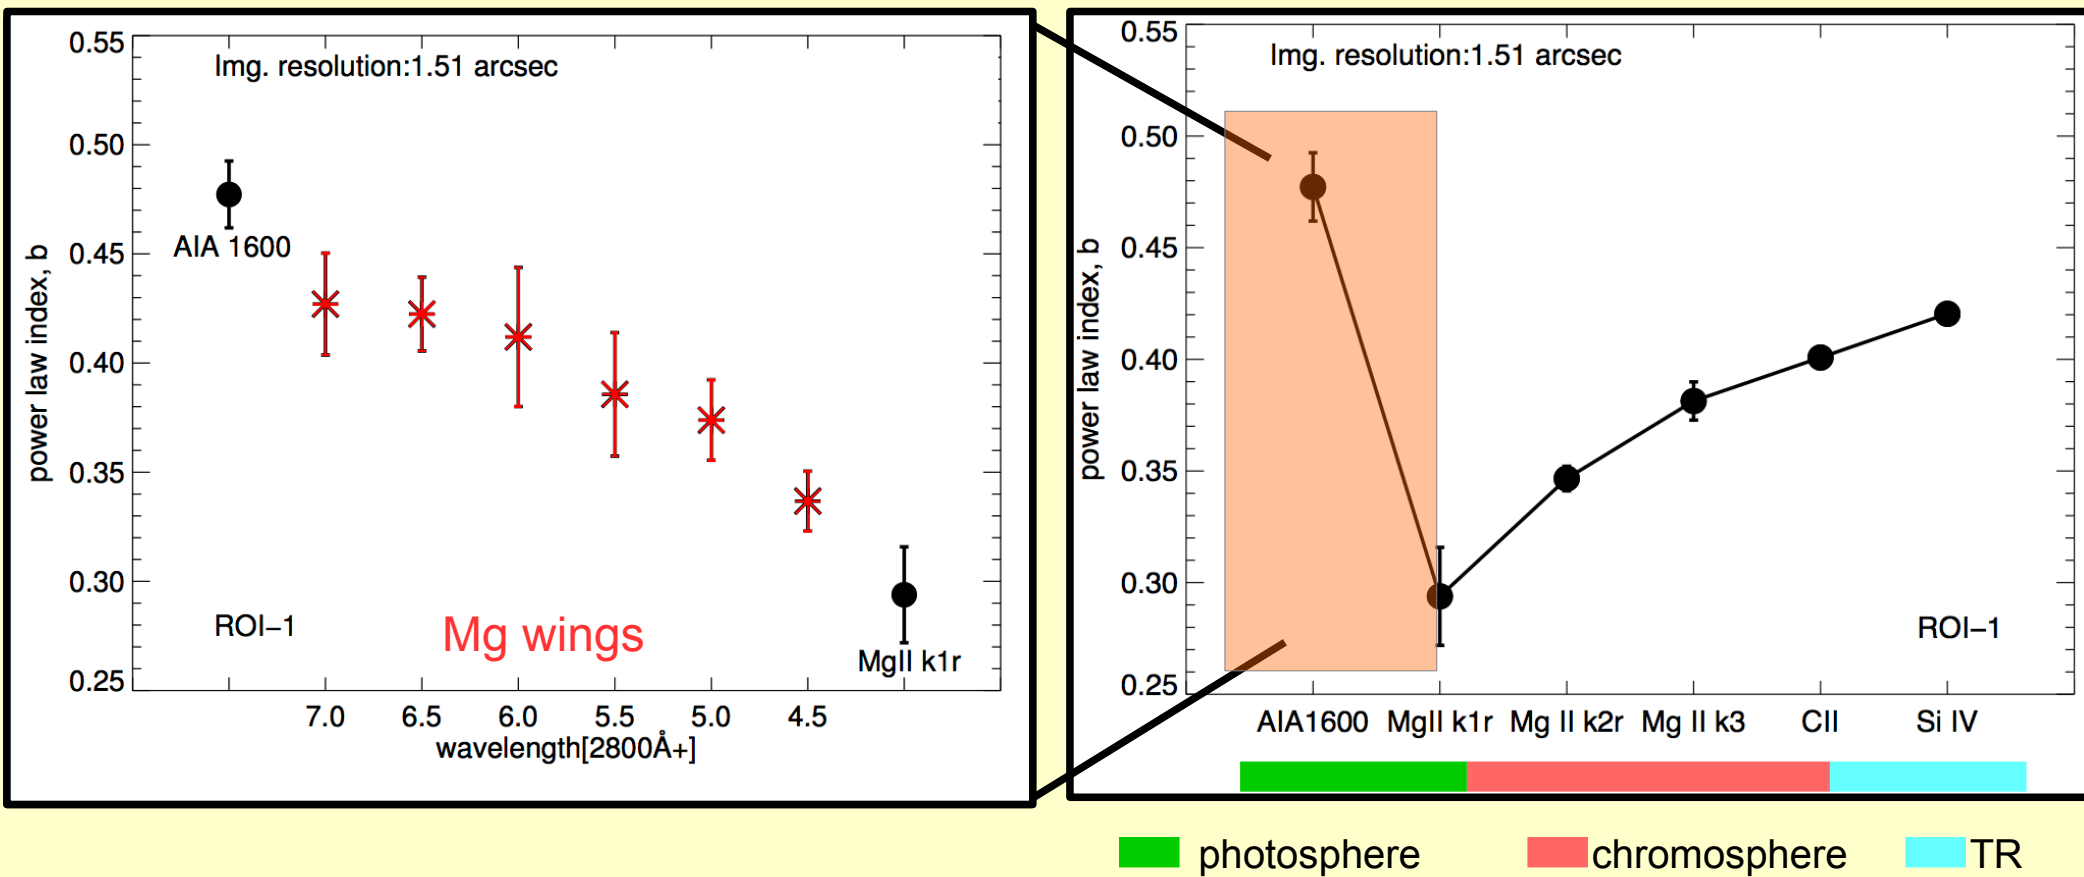 0.55
Img. resolution:1.51 arcsec
0.50
AIA 1600
0.45
0.40
0.35
0.30
0.25
power law index, b
ROI−1
Mg wings
MgII k1r
7.0 6.5 6.0 5.5 5.0 4.5
wavelength[2800Å+]
0.55
Img. resolution:1.51 arcsec
0.50
0.45
0.40
0.35
0.30
0.25
power law index, b
ROI−1
AIA1600 MgII k1r Mg II k2r Mg II k3 CII Si IV
photosphere chromosphere TR